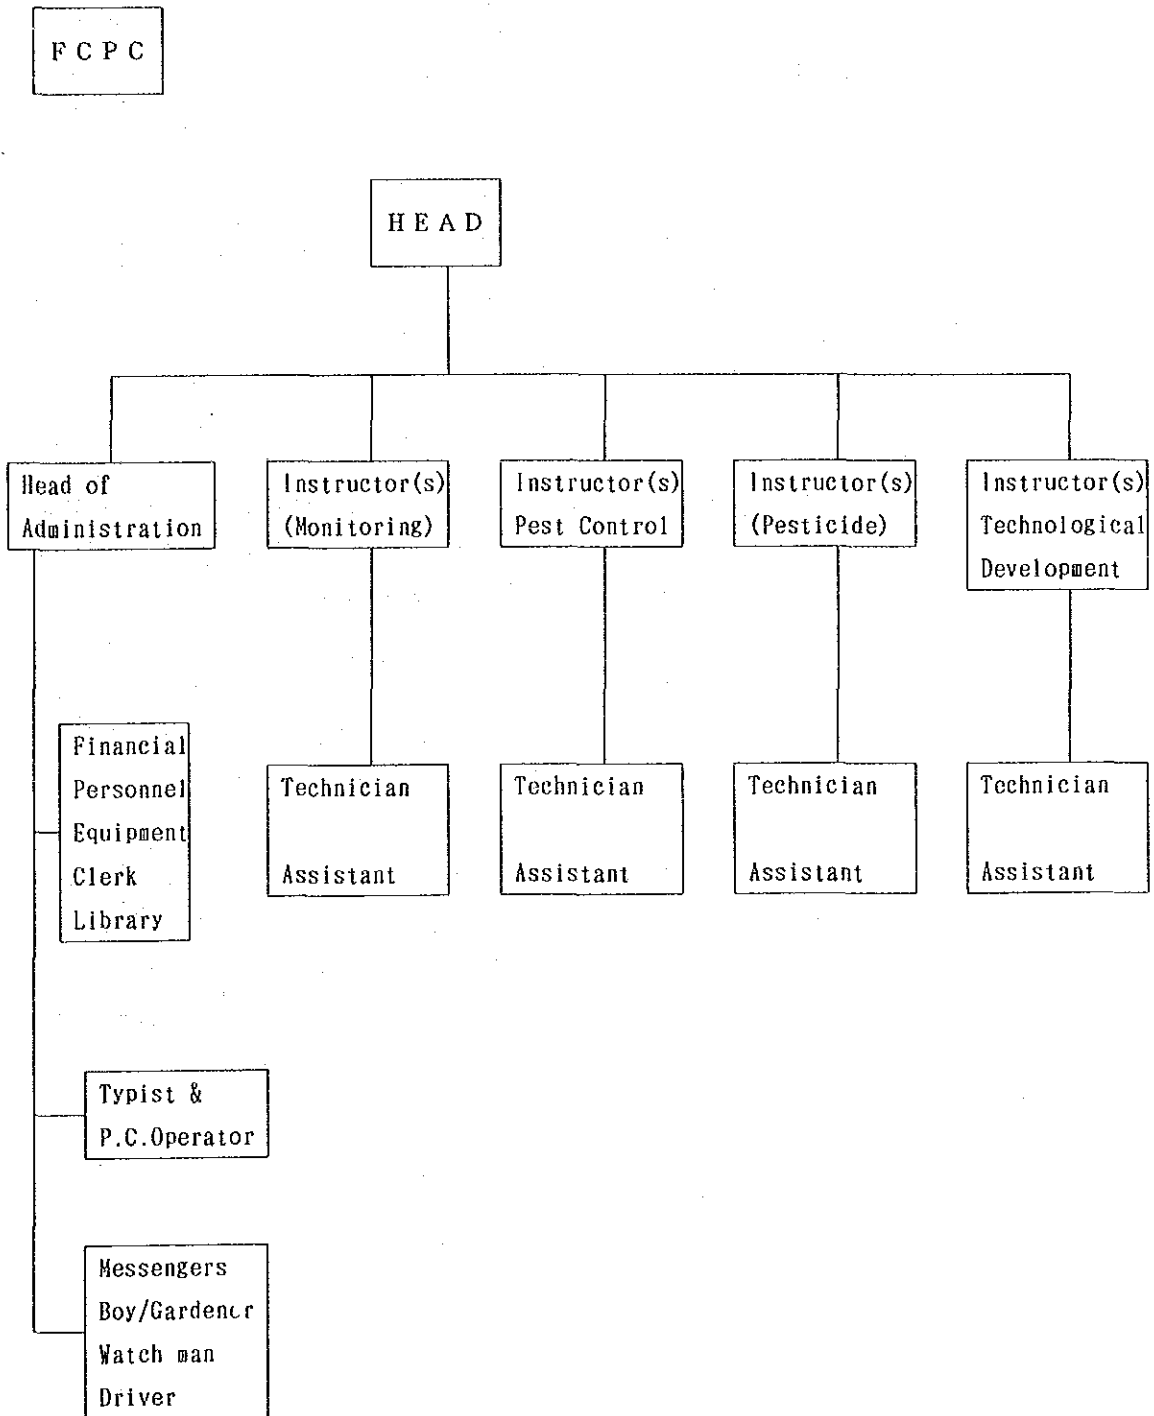 FCPC
HEAD
Head of
Administration
Instructor(s)
(Monitoring)
Instructor(s)
Pest Control
Instructor(s)
(Pesticide)
Instructor(s)
Technological
Development
Financial
Personnel
Equipment
Clerk
Library
Technician
Assistant
Technician
Assistant
Technician
Assistant
Technician
Assistant
Typist &
P.C.Operator
Messengers
Boy/Gardener
Watch man
Driver